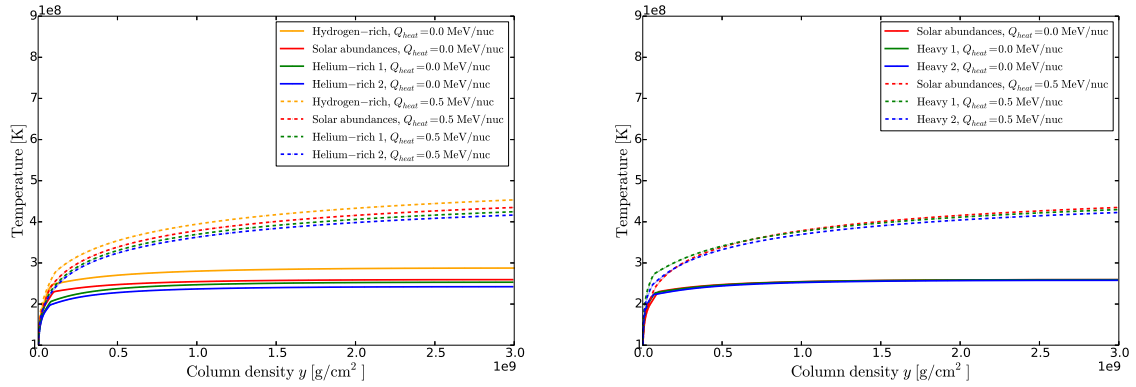 9 1e8
Hydrogen−rich, Q_heat=0.0 MeV/nuc
Solar abundances, Q_heat=0.0 MeV/nuc
Helium−rich 1, Q_heat=0.0 MeV/nuc
Helium−rich 2, Q_heat=0.0 MeV/nuc
Hydrogen−rich, Q_heat=0.5 MeV/nuc
Solar abundances, Q_heat=0.5 MeV/nuc
Helium−rich 1, Q_heat=0.5 MeV/nuc
Helium−rich 2, Q_heat=0.5 MeV/nuc
8
7
6
5
4
3
2
1
Temperature [K]
0.0 0.5 1.0 1.5 2.0 2.5 3.0
1e9
Column density y [g/cm²]
9 1e8
Solar abundances, Q_heat=0.0 MeV/nuc
Heavy 1, Q_heat=0.0 MeV/nuc
Heavy 2, Q_heat=0.0 MeV/nuc
Solar abundances, Q_heat=0.5 MeV/nuc
Heavy 1, Q_heat=0.5 MeV/nuc
Heavy 2, Q_heat=0.5 MeV/nuc
8
7
6
5
4
3
2
1
Temperature [K]
0.0 0.5 1.0 1.5 2.0 2.5 3.0
1e9
Column density y [g/cm²]